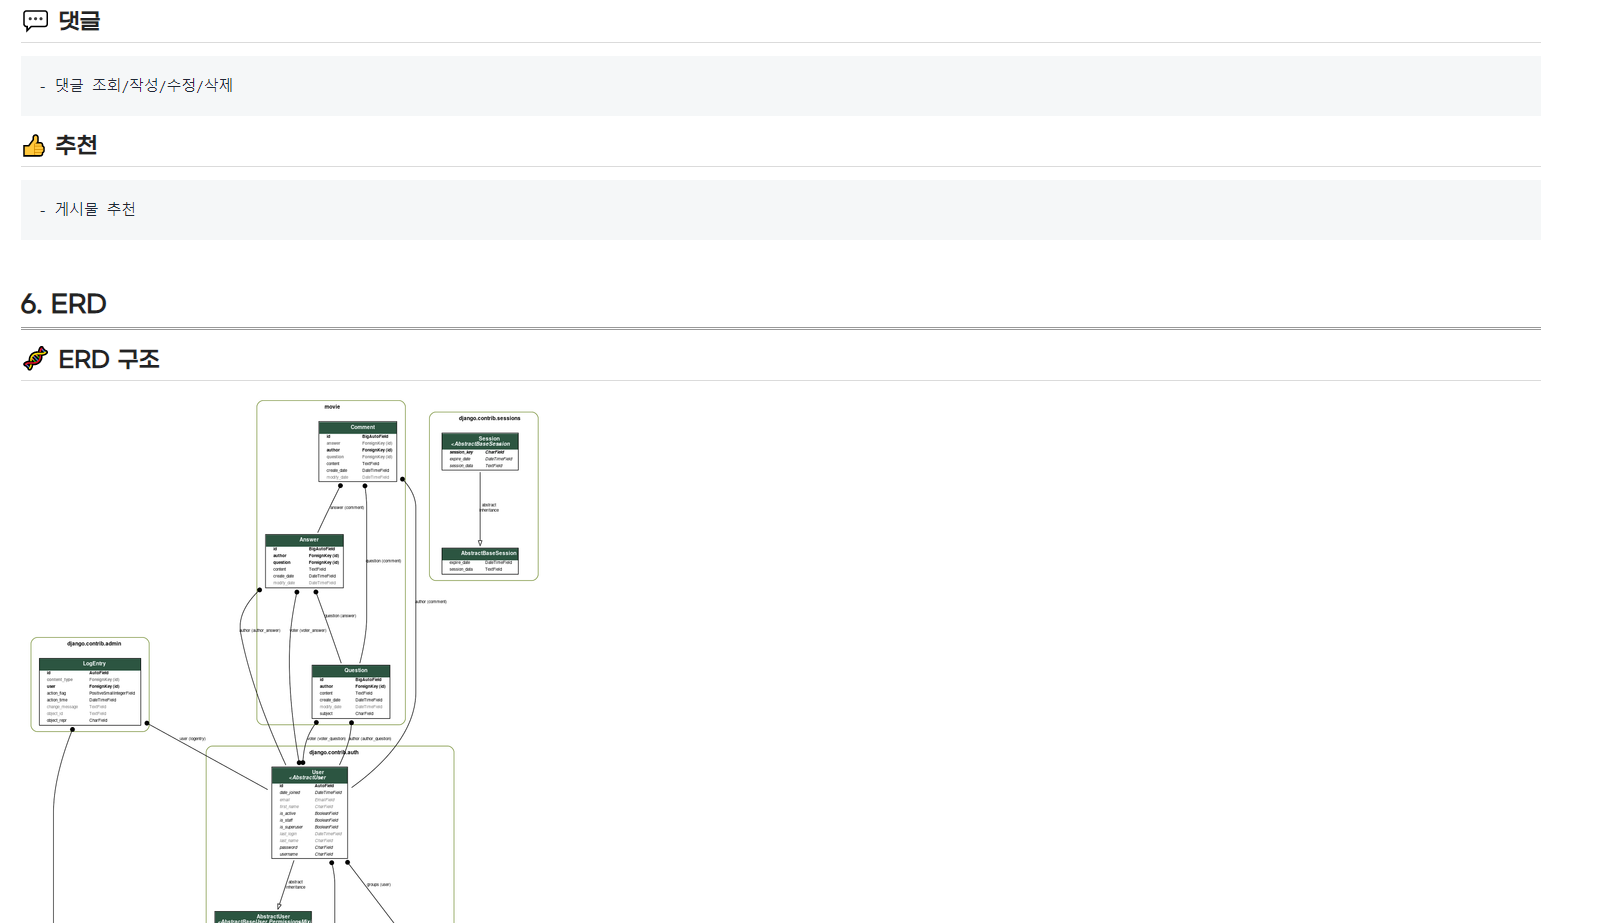 댓글
- 댓글 조회/작성/수정/삭제
추천
- 게시물 추천
6. ERD
ERD 구조
movie
Comment
id BigAutoField
answer ForeignKey (id)
author ForeignKey (id)
question ForeignKey (id)
content TextField
create_date DateTimeField
modify_date DateTimeField
django.contrib.sessions
Session
<AbstractBaseSession
session_key CharField
expire_date DateTimeField
session_data TextField
answer (comment)
abstract
inheritance
Answer
id BigAutoField
author ForeignKey (id)
question ForeignKey (id)
content TextField
create_date DateTimeField
modify_date DateTimeField
question (comment)
AbstractBaseSession
expire_date DateTimeField
session_data TextField
author (comment)
question (answer)
author (author_answer)
voter (voter_answer)
django.contrib.admin
LogEntry
id AutoField
content_type ForeignKey (id)
user ForeignKey (id)
action_flag PositiveSmallIntegerField
action_time DateTimeField
change_message TextField
object_id TextField
object_repr CharField
Question
id BigAutoField
author ForeignKey (id)
content TextField
create_date DateTimeField
modify_date DateTimeField
subject CharField
user (logentry)
voter (voter_question)
author (author_question)
django.contrib.auth
User
<AbstractUser
id AutoField
date_joined DateTimeField
email EmailField
first_name CharField
is_active BooleanField
is_staff BooleanField
is_superuser BooleanField
last_login DateTimeField
last_name CharField
password CharField
username CharField
abstract
inheritance
groups (user)
AbstractUser
<AbstractBaseUser,PermissionsMixin